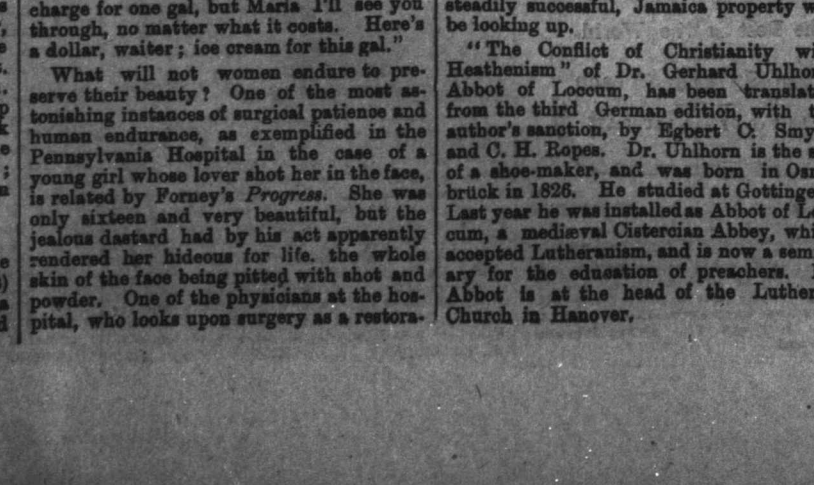 charge for one gal, but Maria I'll see you
through, no matter what it costs. Here's
a dollar, waiter; ice cream for this gal."
What will not women endure to pre-
serve their beauty? One of the most as-
tonishing instances of surgical patience and
human endurance, as exemplified in the
Pennsylvania Hospital in the case of a
young girl whose lover shot her in the face,
is related by Forney's Progress. She was
only sixteen and very beautiful, but the
jealous dastard had by his act apparently
rendered her hideous for life. the whole
skin of the face being pitted with shot and
powder. One of the physicians at the hos-
pital, who looks upon surgery as a restora-
steadily successful, Jamaica property w
be looking up.
"The Conflict of Christianity wi
Heathenism" of Dr. Gerhard Uhlhor
Abbot of Loccum, has been translat
from the third German edition, with t
author's sanction, by Egbert C. Smy
and C. H. Ropes. Dr. Uhlhorn is the s
of a shoe-maker, and was born in Osn
brück in 1826. He studied at Gottinge
Last year he was installed as Abbot of Lo
cum, a mediæval Cistercian Abbey, whi
accepted Lutheranism, and is now a sem
ary for the education of preachers.
Abbot is at the head of the Luther
Church in Hanover.